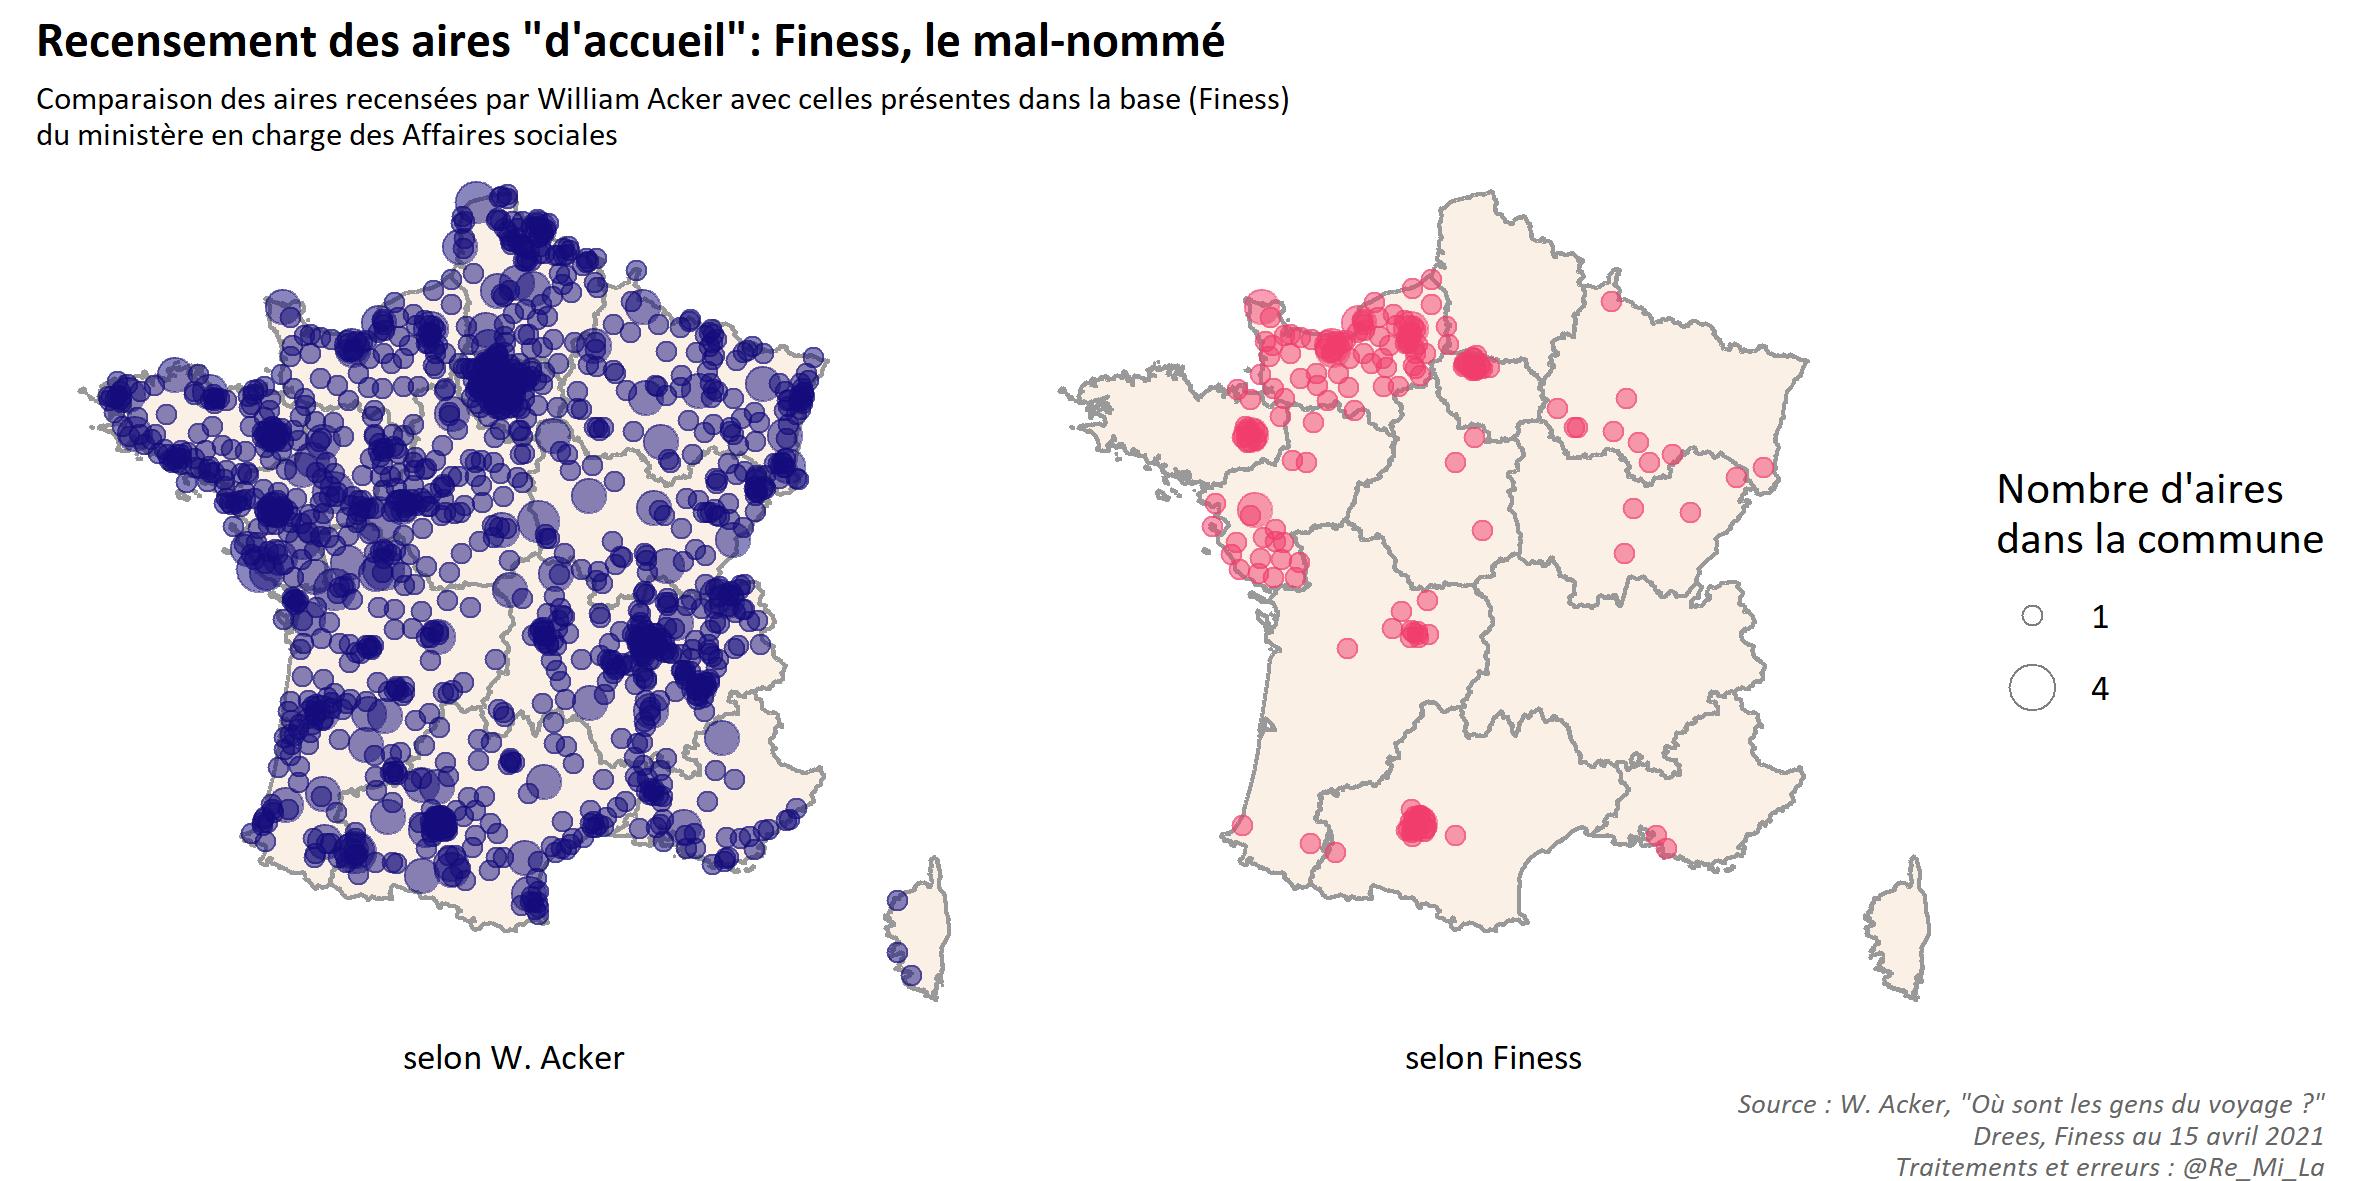 Recensement des aires "d'accueil": Finess, le mal-nommé
Comparaison des aires recensées par William Acker avec celles présentes dans la base (Finess)
du ministère en charge des Affaires sociales
Nombre d'aires
dans la commune
1
4
selon W. Acker
selon Finess
Source : W. Acker, "Où sont les gens du voyage ?"
Drees, Finess au 15 avril 2021
Traitements et erreurs : @Re_Mi_La